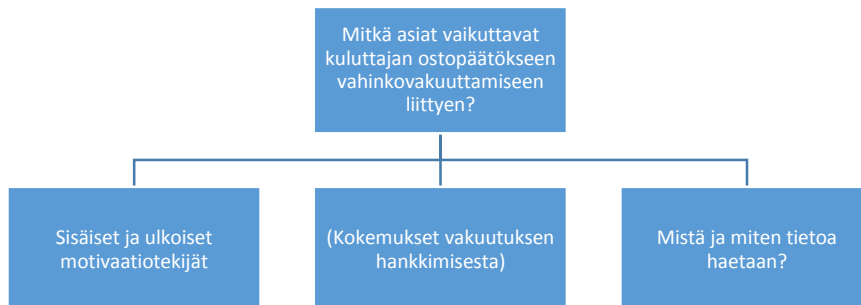 Mitkä asiat vaikuttavat
kuluttajan ostopäätökseen
vahinkovakuuttamiseen
liittyen?
Sisäiset ja ulkoiset
motivaatiotekijät
(Kokemukset vakuutuksen
hankkimisesta)
Mistä ja miten tietoa
haetaan?